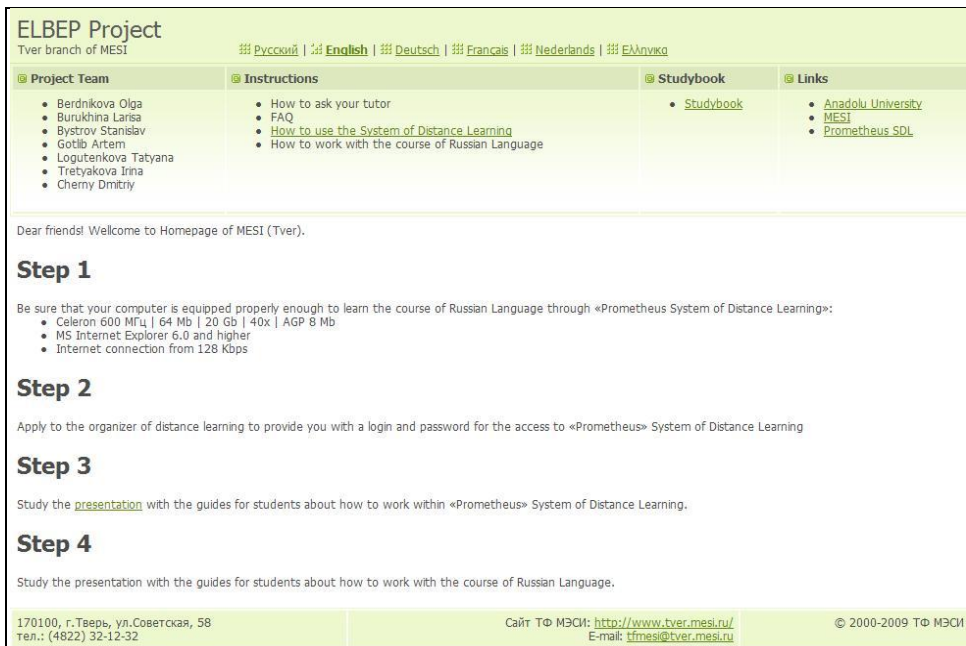 ELBEP Project
Tver branch of MESI
Русский | English | Deutsch | Français | Nederlands | Ελληνικα
Project Team
Berdnikova Olga
Burukhina Larisa
Bystrov Stanislav
Gotlib Artem
Logutenkova Tatyana
Tretyakova Irina
Cherny Dmitriy
Instructions
How to ask your tutor
FAQ
How to use the System of Distance Learning
How to work with the course of Russian Language
Studybook
Studybook
Links
Anadolu University
MESI
Prometheus SDL
Dear friends! Wellcome to Homepage of MESI (Tver).
Step 1
Be sure that your computer is equipped properly enough to learn the course of Russian Language through «Prometheus System of Distance Learning»:
Celeron 600 МГц | 64 Mb | 20 Gb | 40x | AGP 8 Mb
MS Internet Explorer 6.0 and higher
Internet connection from 128 Kbps
Step 2
Apply to the organizer of distance learning to provide you with a login and password for the access to «Prometheus» System of Distance Learning
Step 3
Study the presentation with the guides for students about how to work within «Prometheus» System of Distance Learning.
Step 4
Study the presentation with the guides for students about how to work with the course of Russian Language.
170100, г.Тверь, ул.Советская, 58
тел.: (4822) 32-12-32
Сайт ТФ МЭСИ: http://www.tver.mesi.ru/
E-mail: tfmesi@tver.mesi.ru
© 2000-2009 ТФ МЭСИ